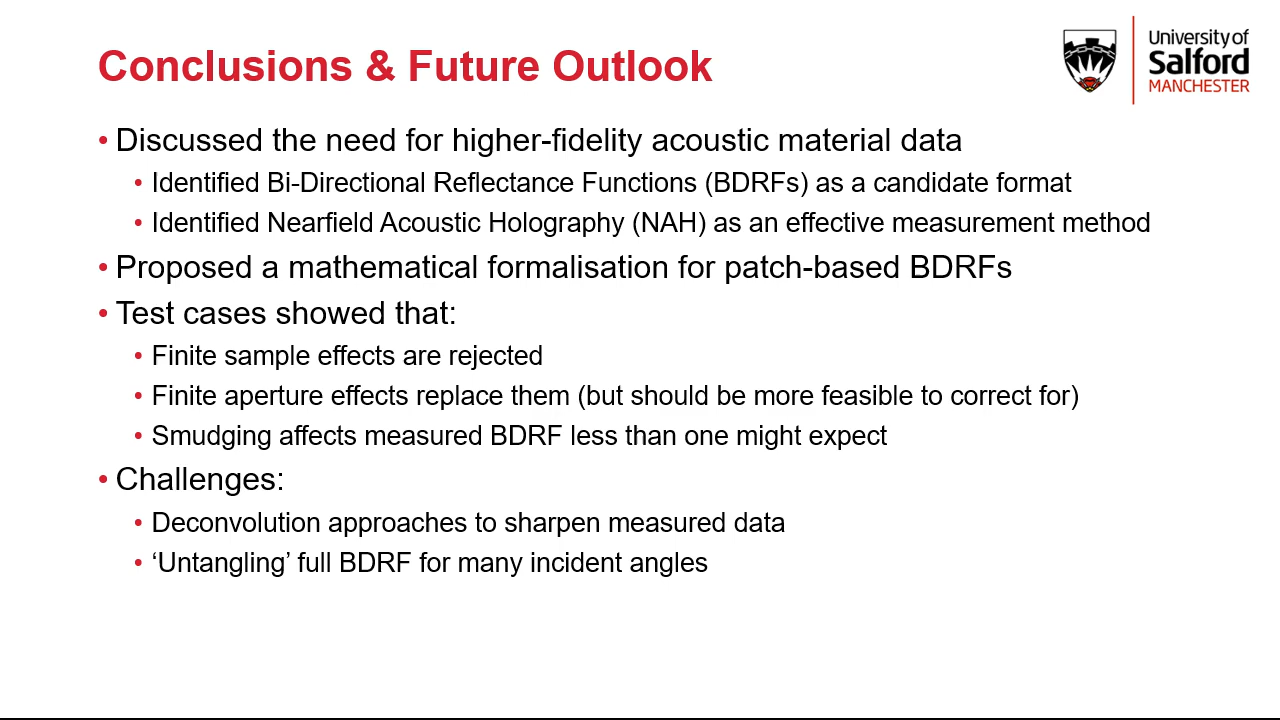 Conclusions & Future Outlook
University of
Salford
MANCHESTER
• Discussed the need for higher-fidelity acoustic material data
• Identified Bi-Directional Reflectance Functions (BDRFs) as a candidate format
• Identified Nearfield Acoustic Holography (NAH) as an effective measurement method
• Proposed a mathematical formalisation for patch-based BDRFs
• Test cases showed that:
• Finite sample effects are rejected
• Finite aperture effects replace them (but should be more feasible to correct for)
• Smudging affects measured BDRF less than one might expect
• Challenges:
• Deconvolution approaches to sharpen measured data
• ‘Untangling’ full BDRF for many incident angles